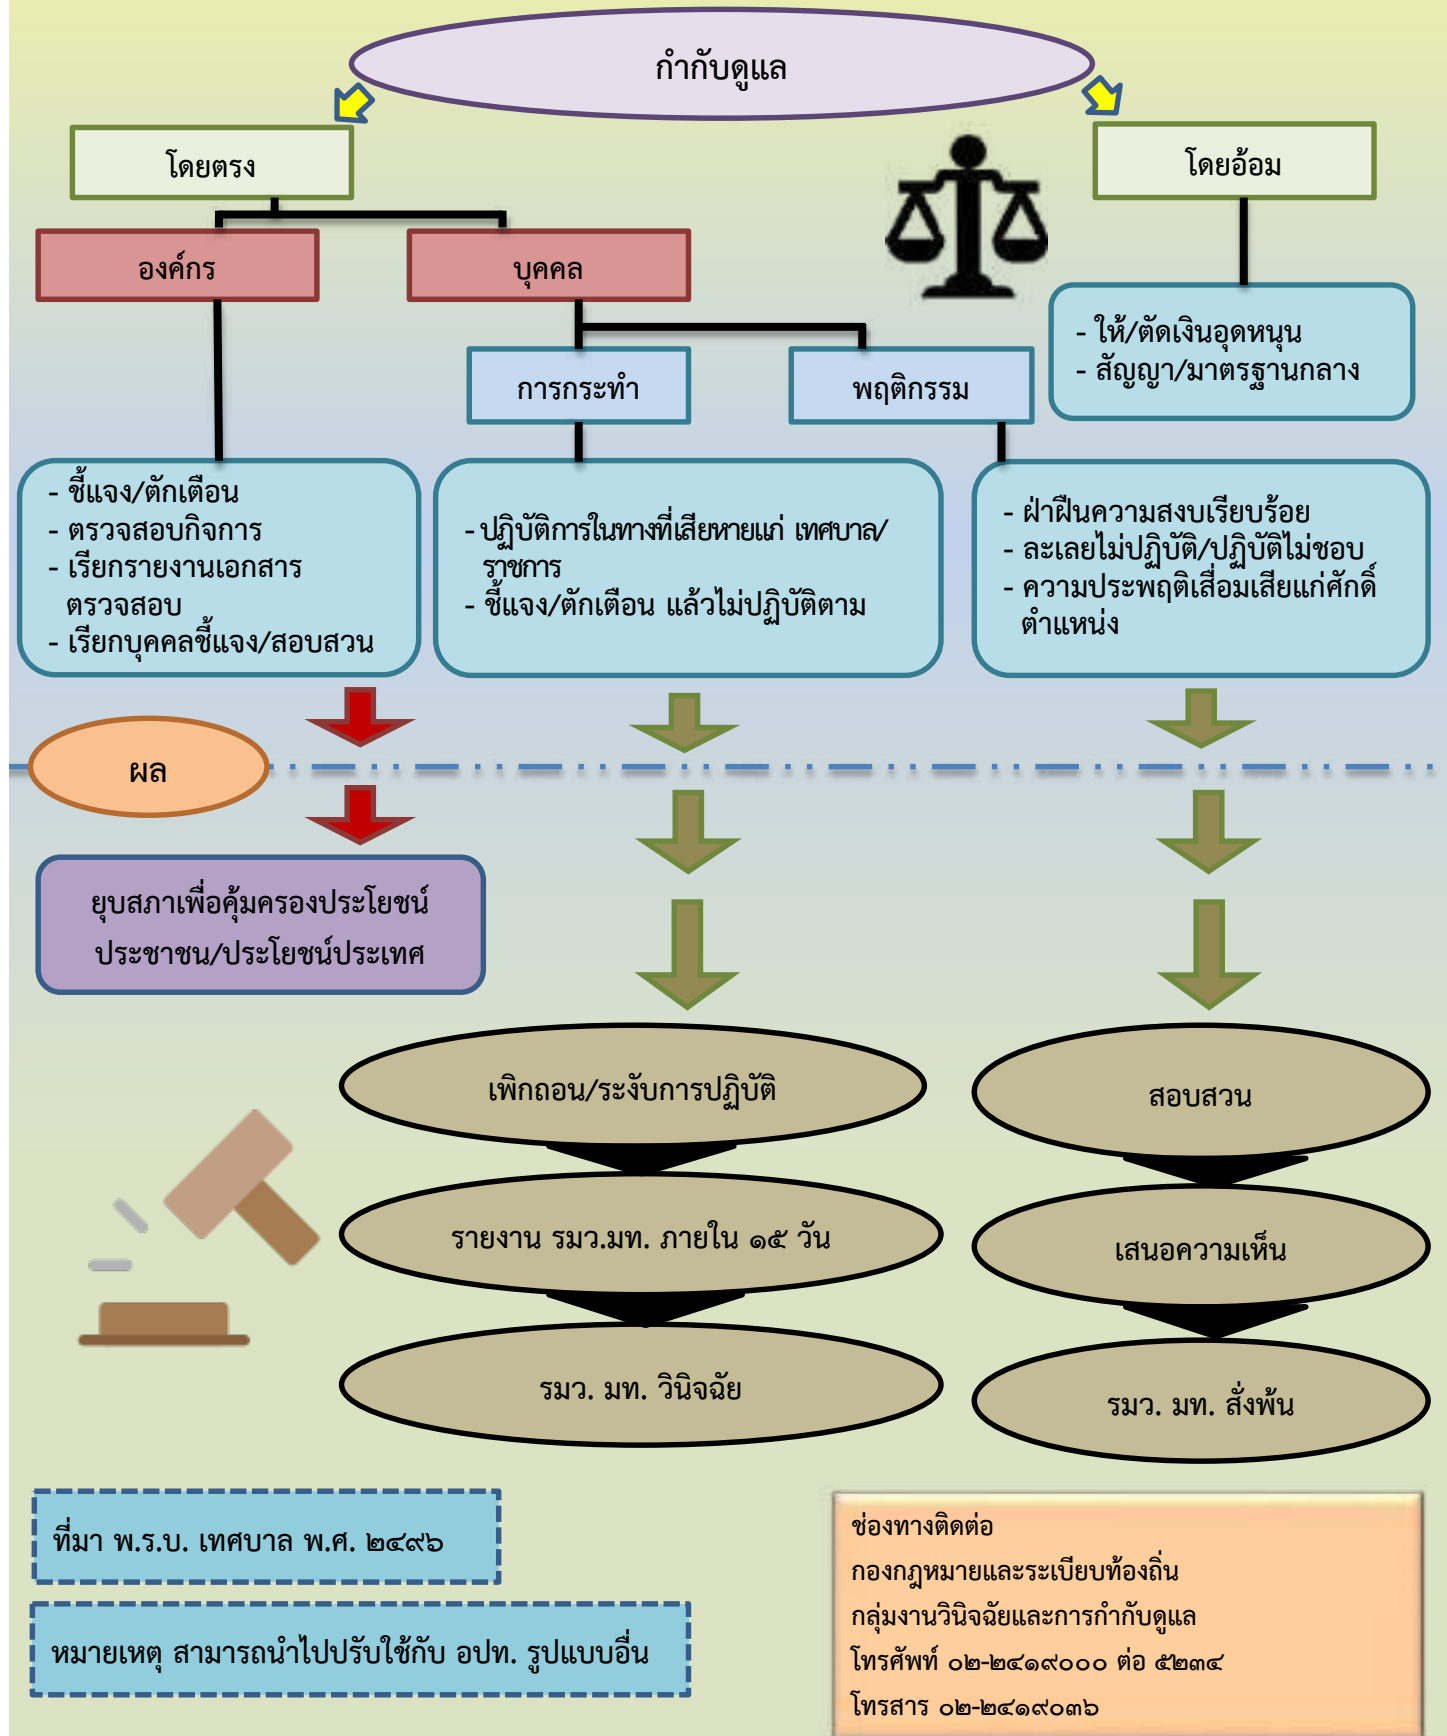 กำกับดูแล
โดยตรง
โดยอ้อม
องค์กร
บุคคล
- ให้/ตัดเงินอุดหนุน
- สัญญา/มาตรฐานกลาง
การกระทำ
พฤติกรรม
- ชี้แจง/ตักเตือน
- ตรวจสอบกิจการ
- เรียกรายงานเอกสาร
ตรวจสอบ
- เรียกบุคคลชี้แจง/สอบสวน
- ปฏิบัติการในทางที่เสียหายแก่ เทศบาล/
ราชการ
- ชี้แจง/ตักเตือน แล้วไม่ปฏิบัติตาม
- ฝ่าฝืนความสงบเรียบร้อย
- ละเลยไม่ปฏิบัติ/ปฏิบัติไม่ชอบ
- ความประพฤติเสื่อมเสียแก่ศักดิ์
ตำแหน่ง
ผล
ยุบสภาเพื่อคุ้มครองประโยชน์
ประชาชน/ประโยชน์ประเทศ
เพิกถอน/ระงับการปฏิบัติ
รายงาน รมว.มท. ภายใน ๑๕ วัน
รมว. มท. วินิจฉัย
สอบสวน
เสนอความเห็น
รมว. มท. สั่งพ้น
ที่มา พ.ร.บ. เทศบาล พ.ศ. ๒๔๙๖
หมายเหตุ สามารถนำไปปรับใช้กับ อปท. รูปแบบอื่น
ช่องทางติดต่อ
กองกฎหมายและระเบียบท้องถิ่น
กลุ่มงานวินิจฉัยและการกำกับดูแล
โทรศัพท์ ๐๒-๒๔๑๙๐๐๐ ต่อ ๕๒๓๔
โทรสาร ๐๒-๒๔๑๙๐๓๖